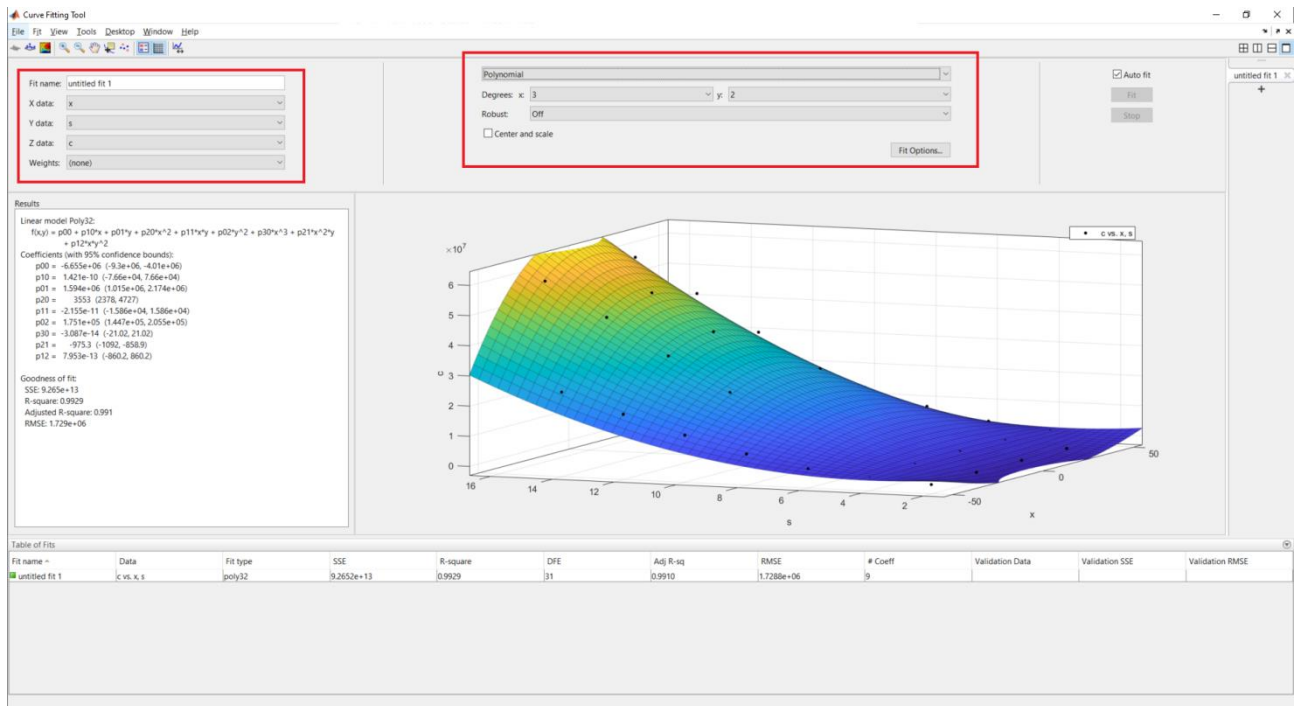 Curve Fitting Tool
File Fit View Tools Desktop Window Help
Fit name: untitled fit 1
X data: x
Y data: s
Z data: c
Weights: (none)
Polynomial
Degrees: x: 3 y: 2
Robust: Off
Center and scale
Fit Options...
Auto fit
Fit
Stop
untitled fit 1
Results
Linear model Poly32:
f(x,y) = p00 + p10*x + p01*y + p20*x^2 + p11*x*y + p02*y^2 + p30*x^3 + p21*x^2*y
+ p12*x*y^2
Coefficients (with 95% confidence bounds):
p00 = -6.655e+06 (-9.3e+06, -4.01e+06)
p10 = 1.421e-10 (-7.66e+04, 7.66e+04)
p01 = 1.594e+06 (1.015e+06, 2.174e+06)
p20 = 3553 (2378, 4727)
p11 = -2.155e-11 (-1.586e+04, 1.586e+04)
p02 = 1.751e+05 (1.447e+05, 2.055e+05)
p30 = -3.087e-14 (-21.02, 21.02)
p21 = -975.3 (-1092, -858.9)
p12 = 7.953e-13 (-860.2, 860.2)
Goodness of fit:
SSE: 9.265e+13
R-square: 0.9929
Adjusted R-square: 0.991
RMSE: 1.729e+06
c vs. x, s
×10^7
6
5
4
3
2
1
0
c
16
14
12
10
8
6
4
2
s
-50
0
50
x
Table of Fits
Fit name Data Fit type SSE R-square DFE Adj R-sq RMSE # Coeff Validation Data Validation SSE Validation RMSE
untitled fit 1 c vs. x, s poly32 9.2652e+13 0.9929 31 0.9910 1.7288e+06 9